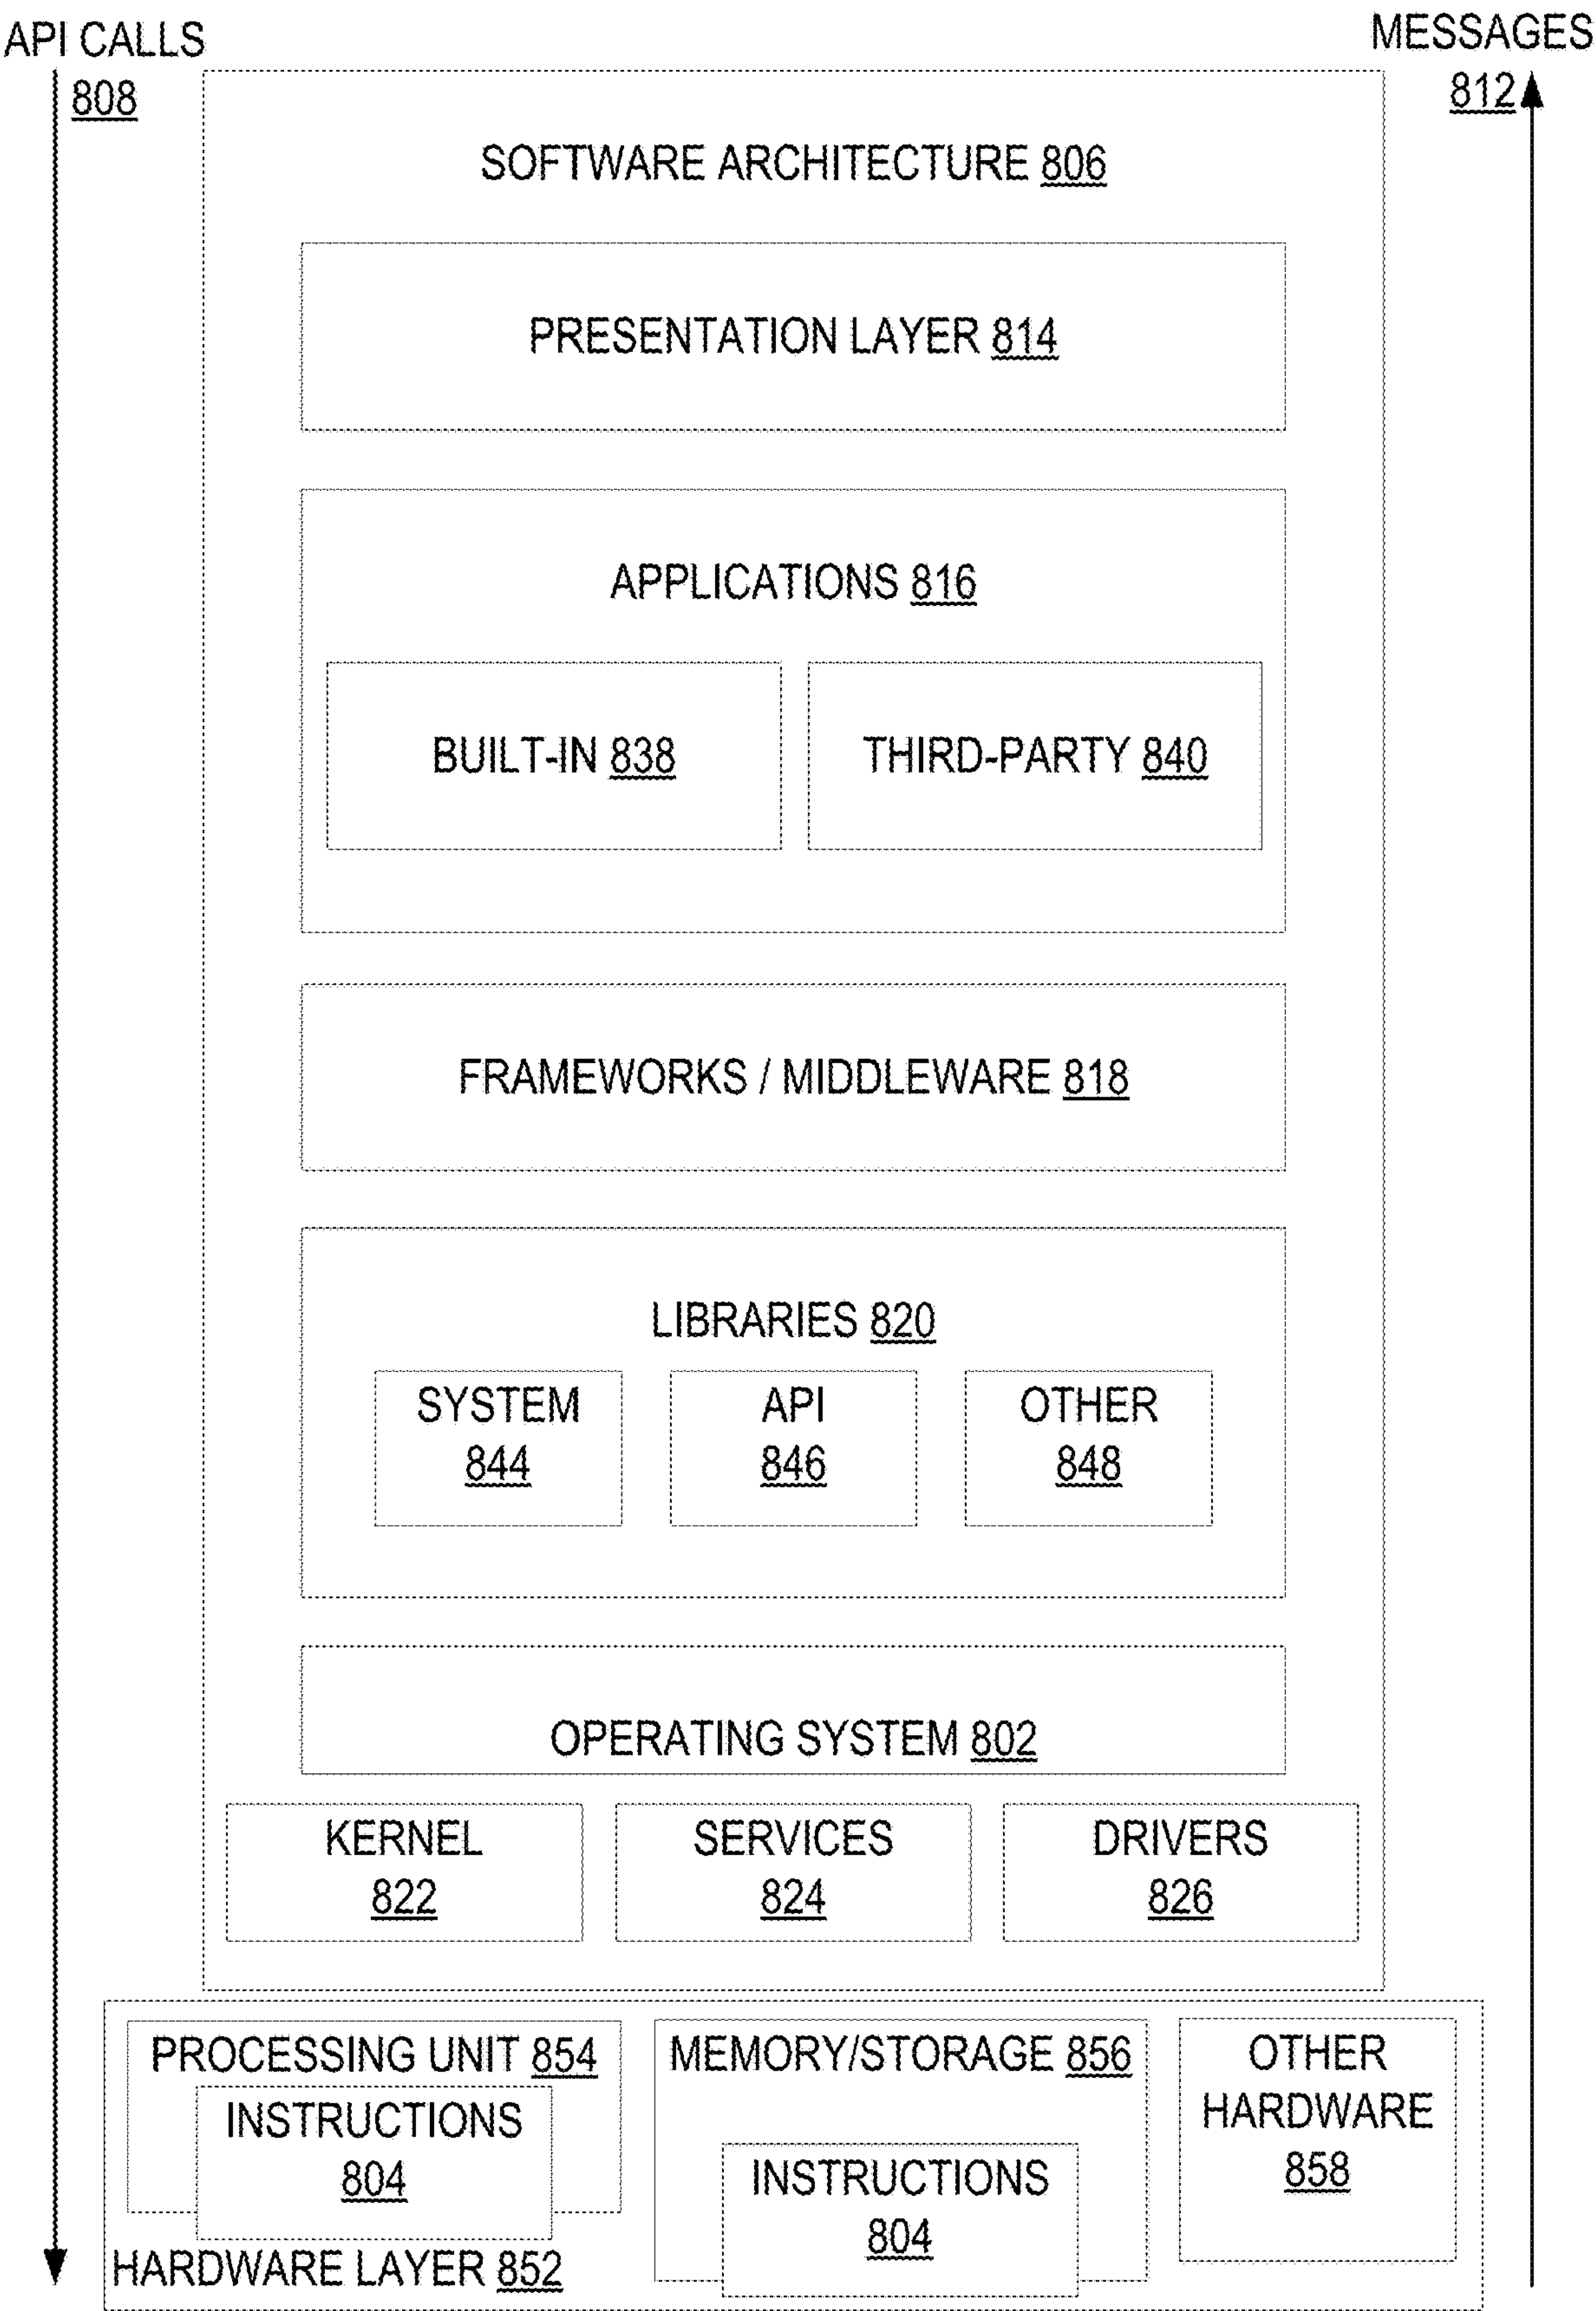 API CALLS
808
MESSAGES
812
SOFTWARE ARCHITECTURE 806
PRESENTATION LAYER 814
APPLICATIONS 816
BUILT-IN 838
THIRD-PARTY 840
FRAMEWORKS / MIDDLEWARE 818
LIBRARIES 820
SYSTEM
844
API
846
OTHER
848
OPERATING SYSTEM 802
KERNEL
822
SERVICES
824
DRIVERS
826
PROCESSING UNIT 854
INSTRUCTIONS
804
MEMORY/STORAGE 856
INSTRUCTIONS
804
OTHER
HARDWARE
858
HARDWARE LAYER 852